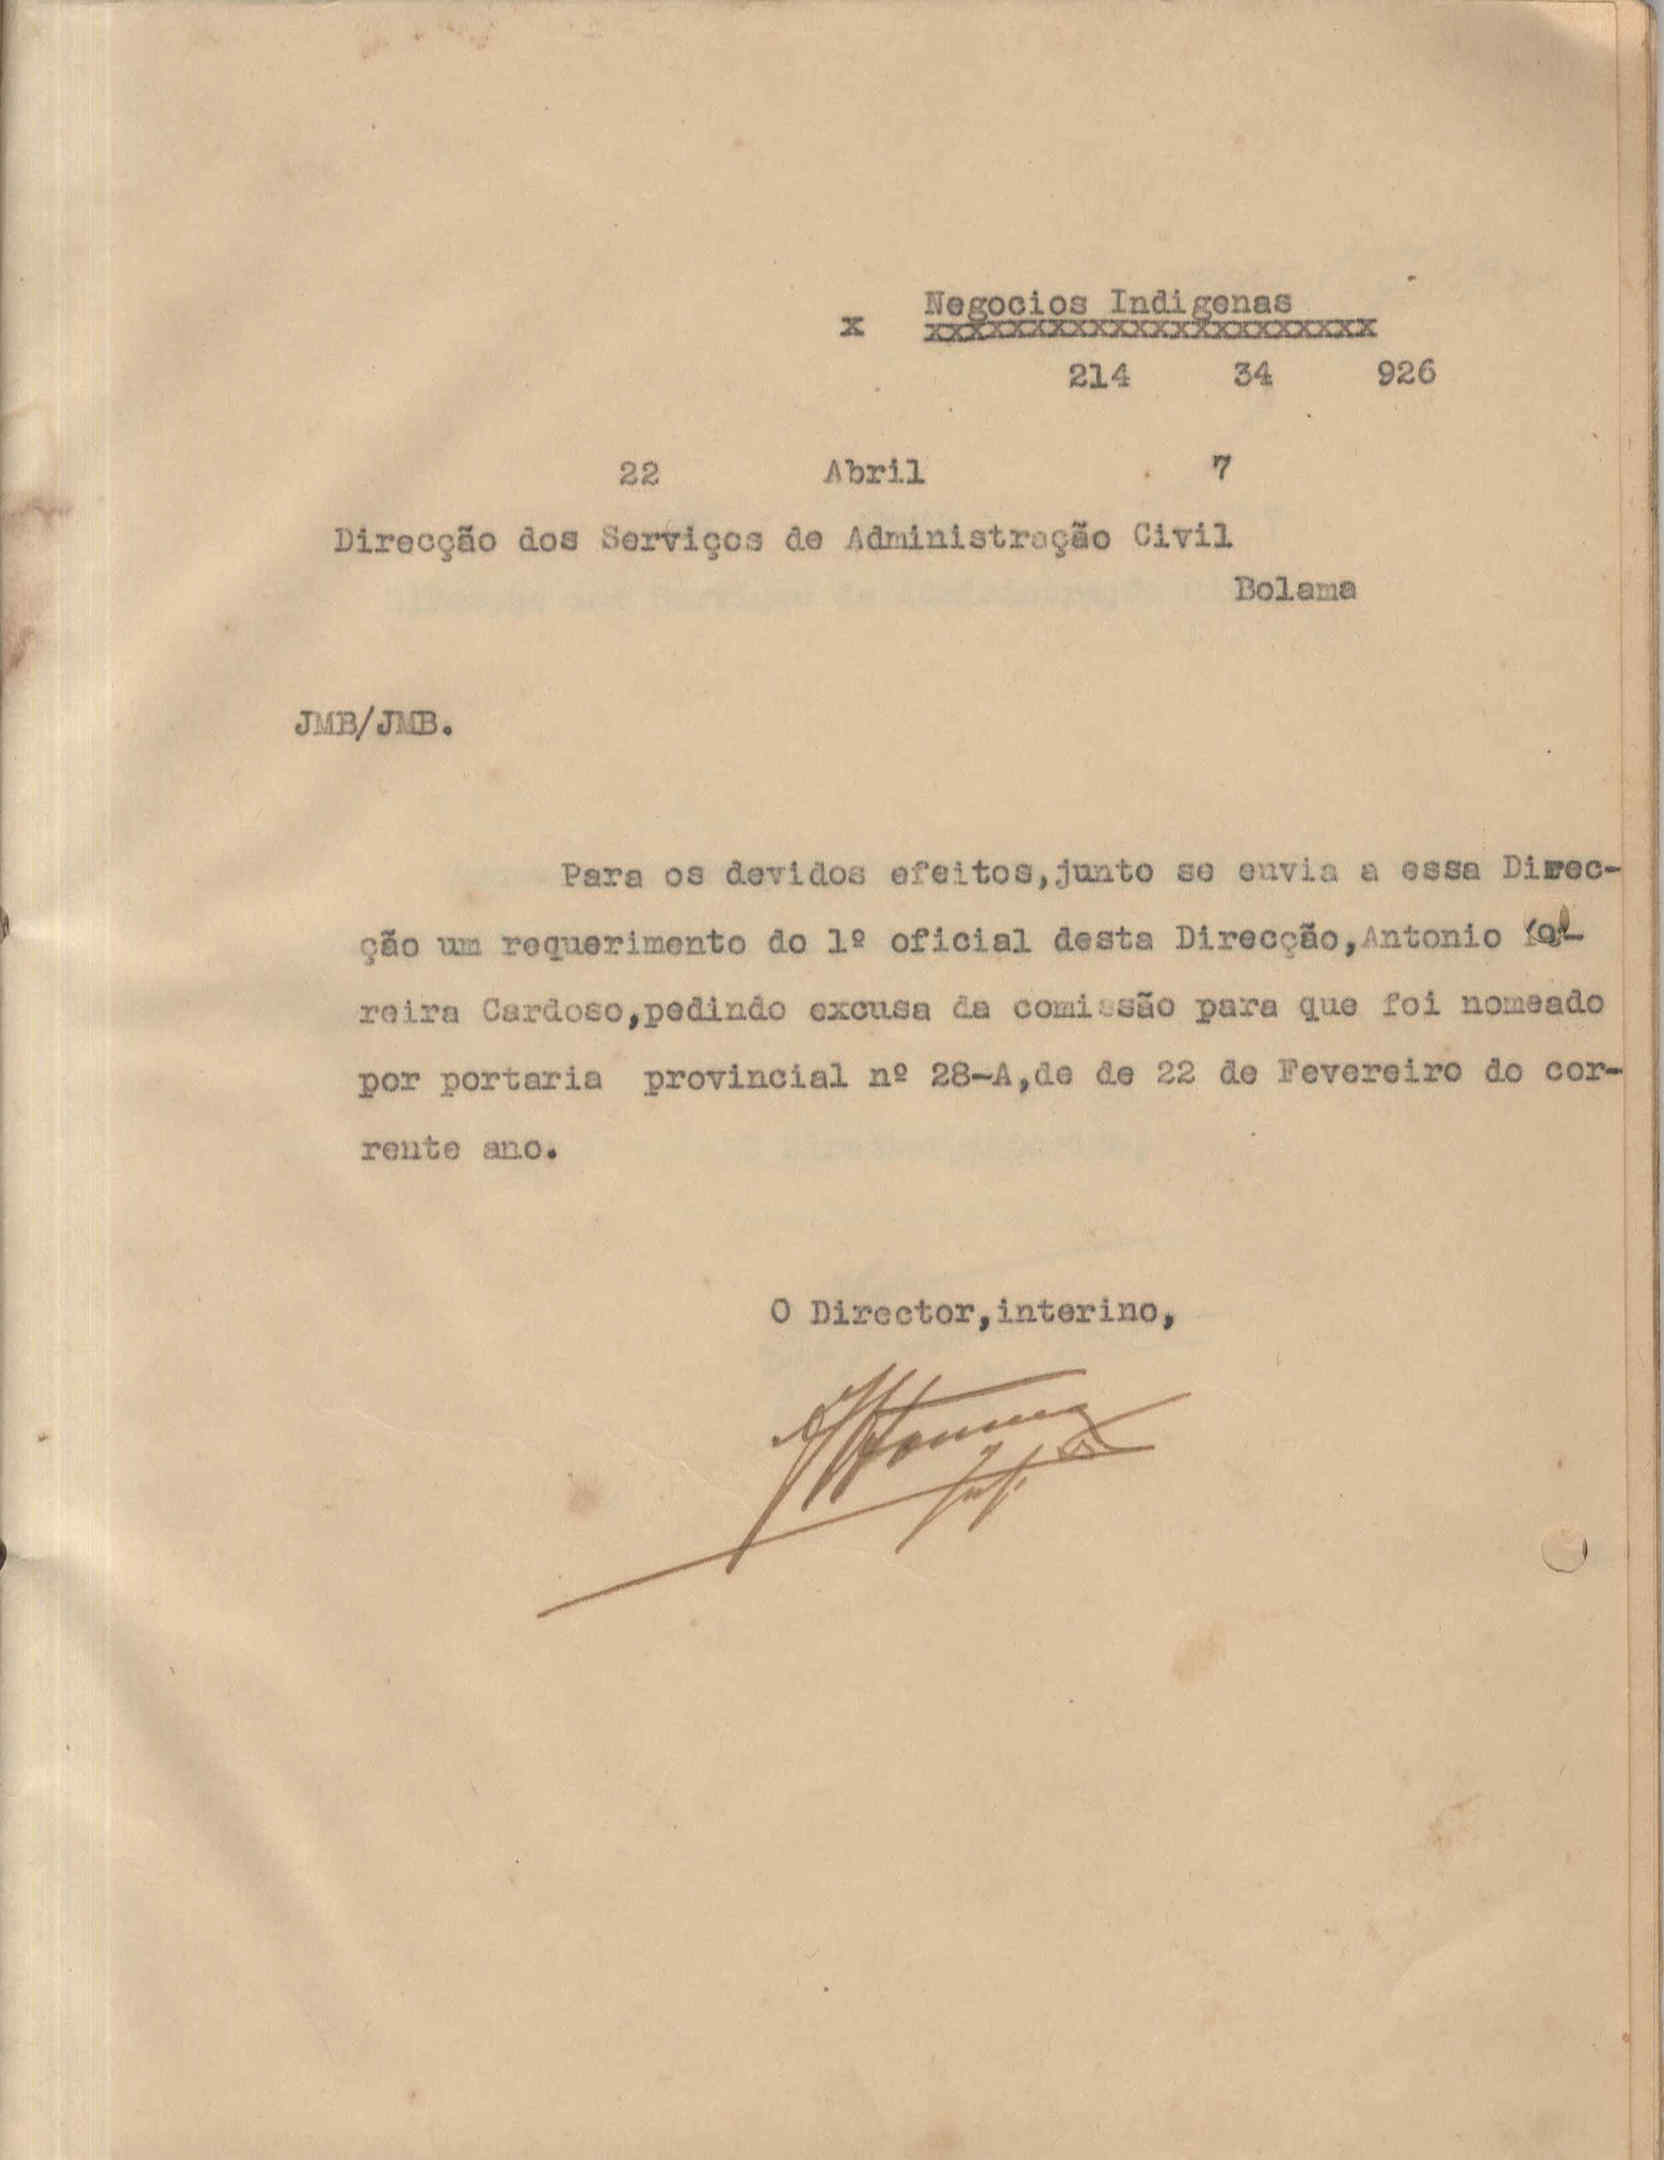 Negocios Indigenas
x xxxxxxxxxxxxxxxxxxxxxxx
214 34 926
22 Abril 7
Direcção dos Serviços de Administração Civil
Bolama
JMB/JMB.
Para os devidos efeitos,junto se envia a essa Direc-
ção um requerimento do 1º oficial desta Direcção,Antonio
reira Cardoso,pedindo excusa da comissão para que foi nomeado
por portaria provincial nº 28-A,de de 22 de Fevereiro do cor-
rente ano.
O Director,interino,